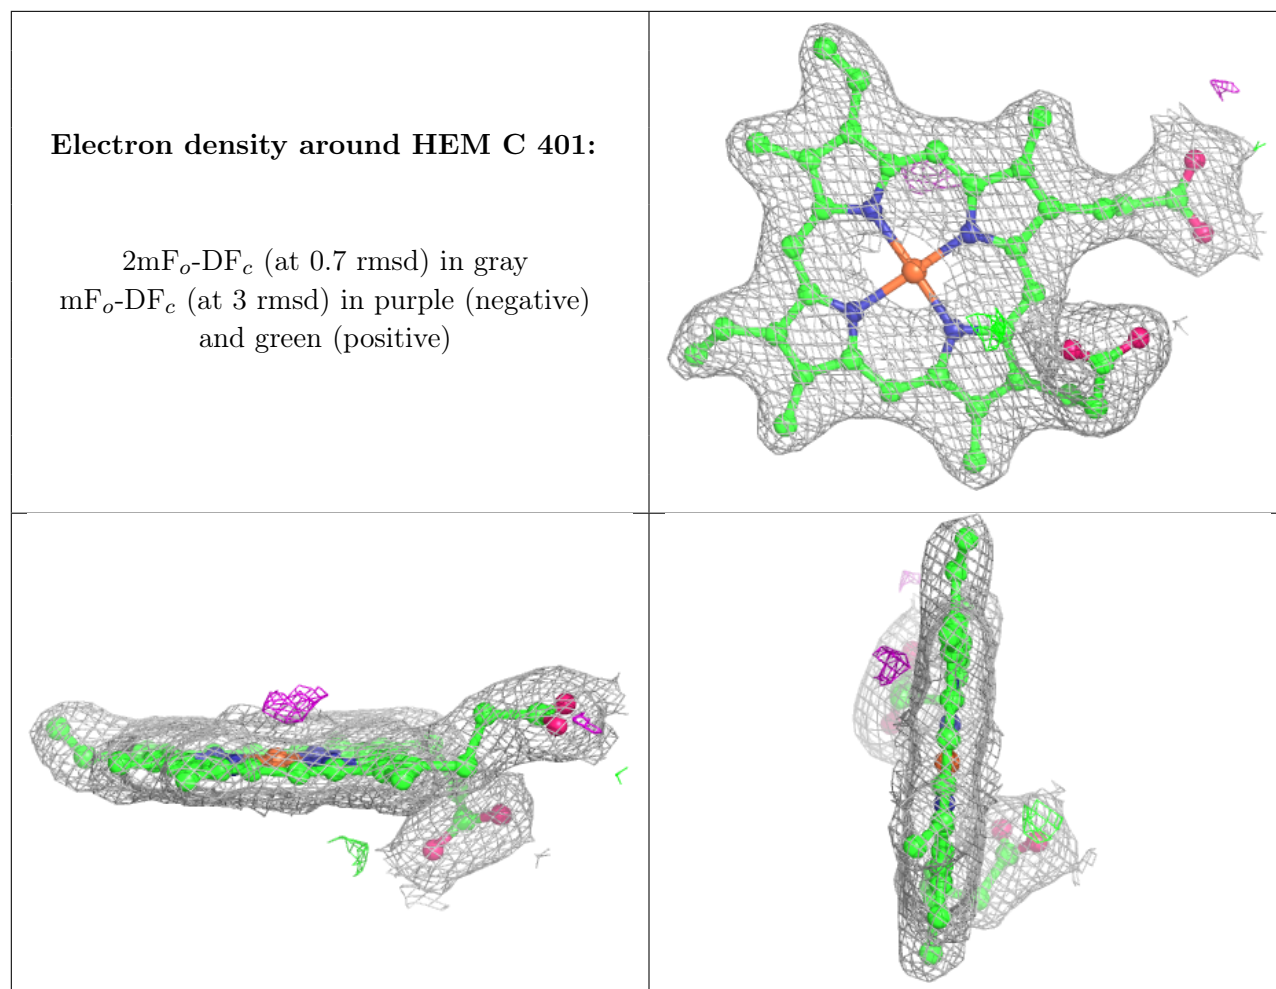 Electron density around HEM C 401:
2mFo-DFc (at 0.7 rmsd) in gray
mFo-DFc (at 3 rmsd) in purple (negative)
and green (positive)